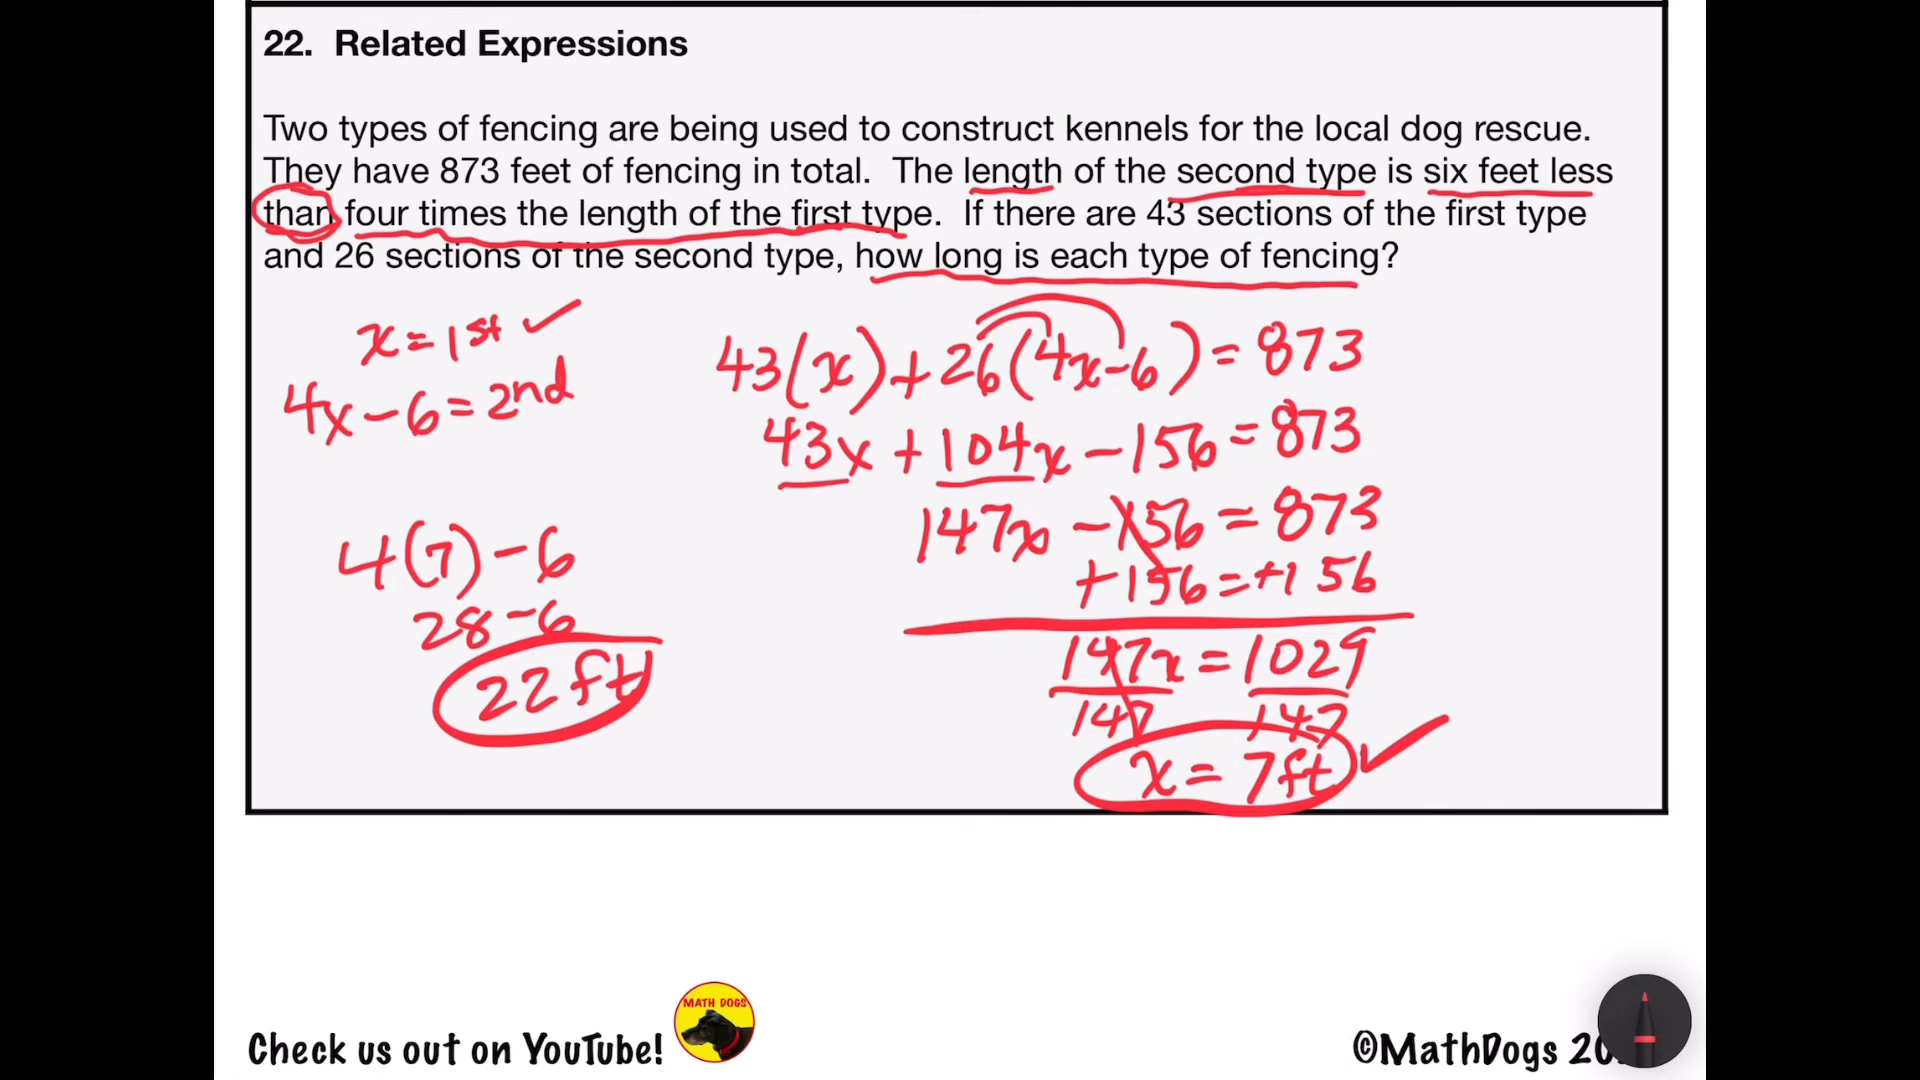 22. Related Expressions
Two types of fencing are being used to construct kennels for the local dog rescue.
They have 873 feet of fencing in total. The length of the second type is six feet less
than four times the length of the first type. If there are 43 sections of the first type
and 26 sections of the second type, how long is each type of fencing?
x = 1st ✓
4x - 6 = 2nd
4(7) - 6
28 - 6
22 ft
43(x) + 26(4x - 6) = 873
43x + 104x - 156 = 873
147x - 156 = 873
+156 = +156
147x = 1029
147 147
x = 7ft ✓
Check us out on YouTube!
MATH DOGS
©MathDogs